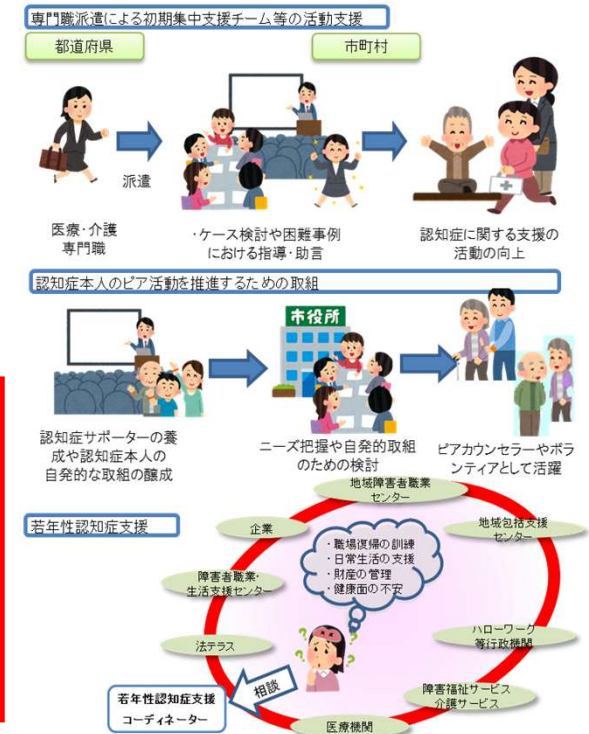 専門職派遣による初期集中支援チーム等の活動支援
都道府県
市町村
派遣
医療・介護
専門職
・ケース検討や困難事例
における指導・助言
認知症に関する支援の
活動の向上
認知症本人のピア活動を推進するための取組
市役所
認知症サポーターの養
成や認知症本人の
自発的な取組の醸成
ニーズ把握や自発的取組
のための検討
ピアカウンセラーやボラ
ンティアとして活躍
若年性認知症支援
地域障害者職業
センター
企業
地域包括支援
センター
・職場復帰の訓練
・日常生活の支援
・財産の管理
・健康面の不安
障害者職業・
生活支援センター
ハローワーク
等行政機関
法テラス
相談
障害福祉サービス
介護サービス
若年性認知症支援
コーディネーター
医療機関